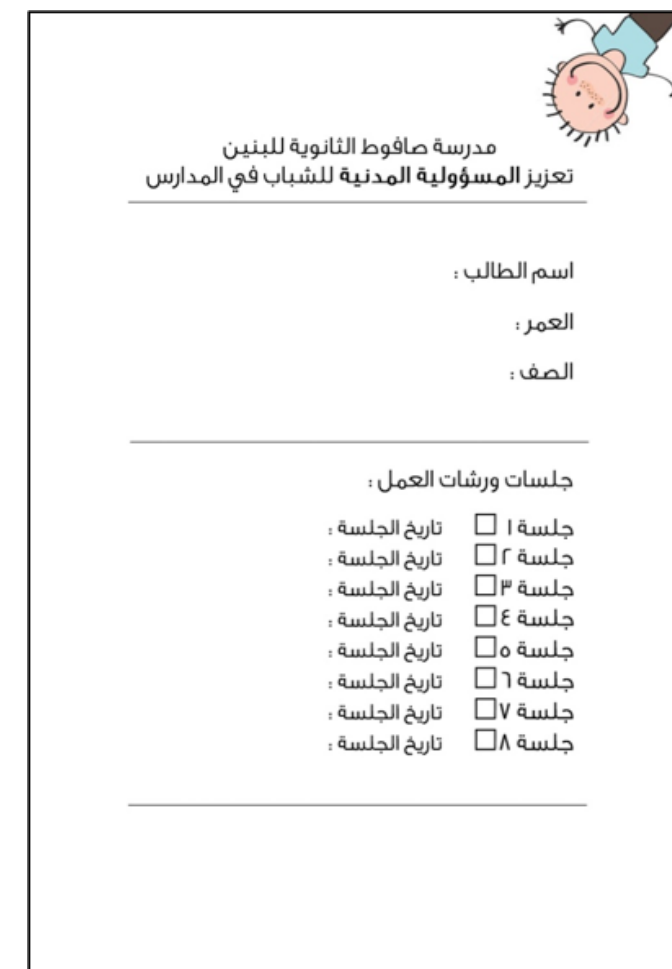 مدرسة صافوط الثانوية للبنين
تعزيز المسؤولية المدنية للشباب في المدارس
اسم الطالب :
العمر :
الصف :
جلسات ورشات العمل :
جلسة ١ □ تاريخ الجلسة :
جلسة ٢ □ تاريخ الجلسة :
جلسة ٣ □ تاريخ الجلسة :
جلسة ٤ □ تاريخ الجلسة :
جلسة ٥ □ تاريخ الجلسة :
جلسة ٦ □ تاريخ الجلسة :
جلسة ٧ □ تاريخ الجلسة :
جلسة ٨ □ تاريخ الجلسة :